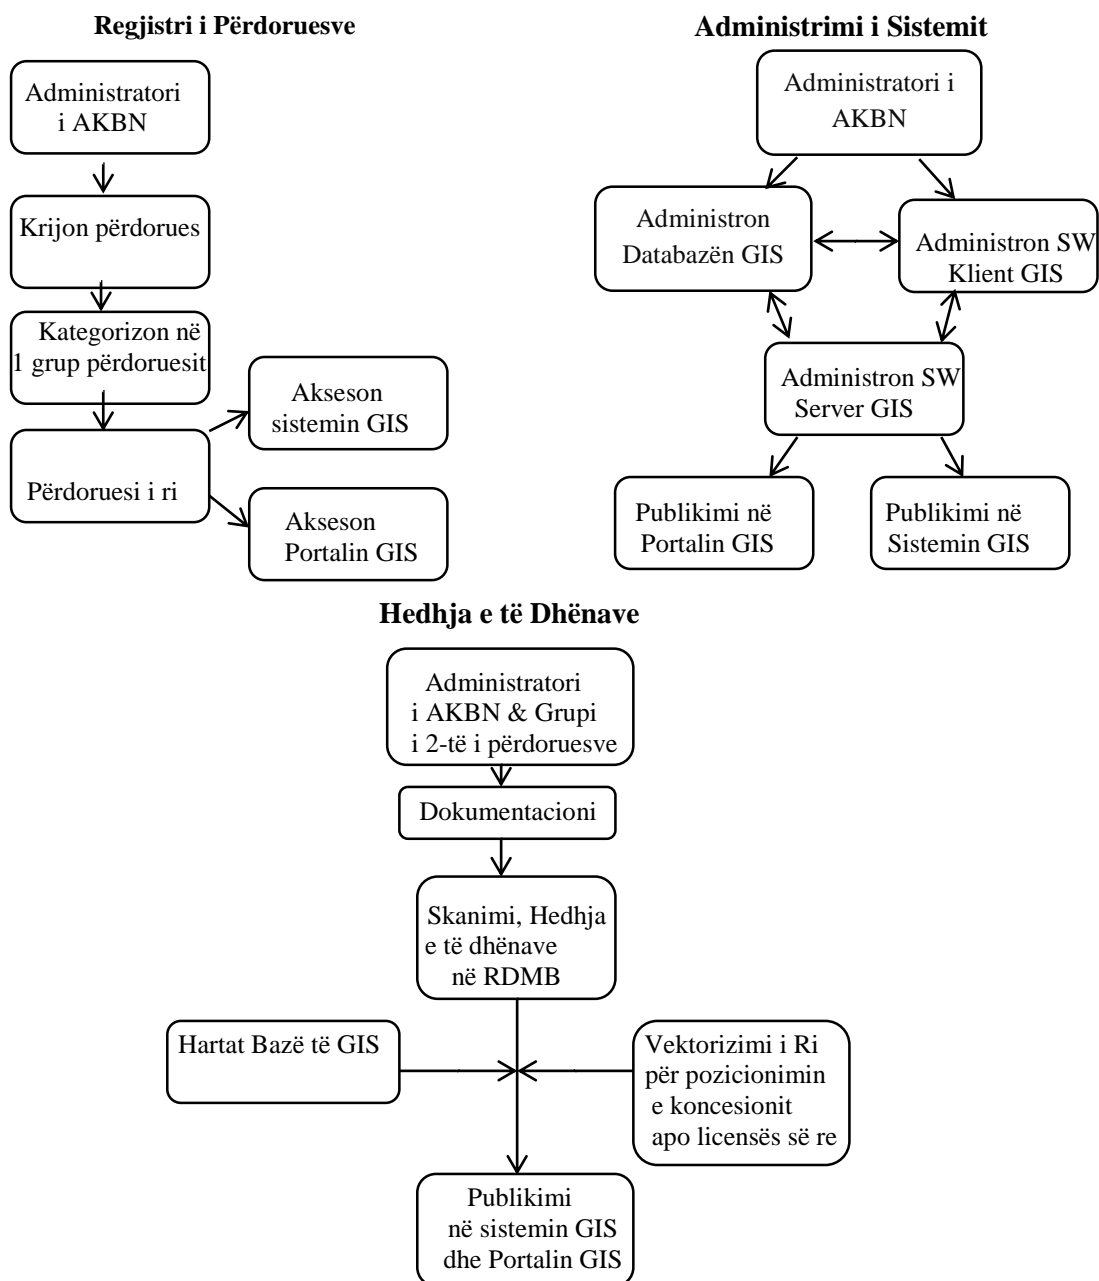 Regjistri i Përdoruesve
Administratori
i AKBN
Krijon përdorues
Kategorizon në
1 grup përdoruesit
Përdoruesi i ri
Akseson
sistemin GIS
Akseson
Portalin GIS
Administrimi i Sistemit
Administratori i
AKBN
Administron
Databazën GIS
Administron SW
Klient GIS
Administron SW
Server GIS
Publikimi në
Portalin GIS
Publikimi në
Sistemin GIS
Hedhja e të Dhënave
Administratori
i AKBN & Grupi
i 2-të i përdoruesve
Dokumentacioni
Skanimi, Hedhja
e të dhënave
në RDMB
Hartat Bazë të GIS
Vektorizimi i Ri
për pozicionimin
e koncesionit
apo licensës së re
Publikimi
në sistemin GIS
dhe Portalin GIS